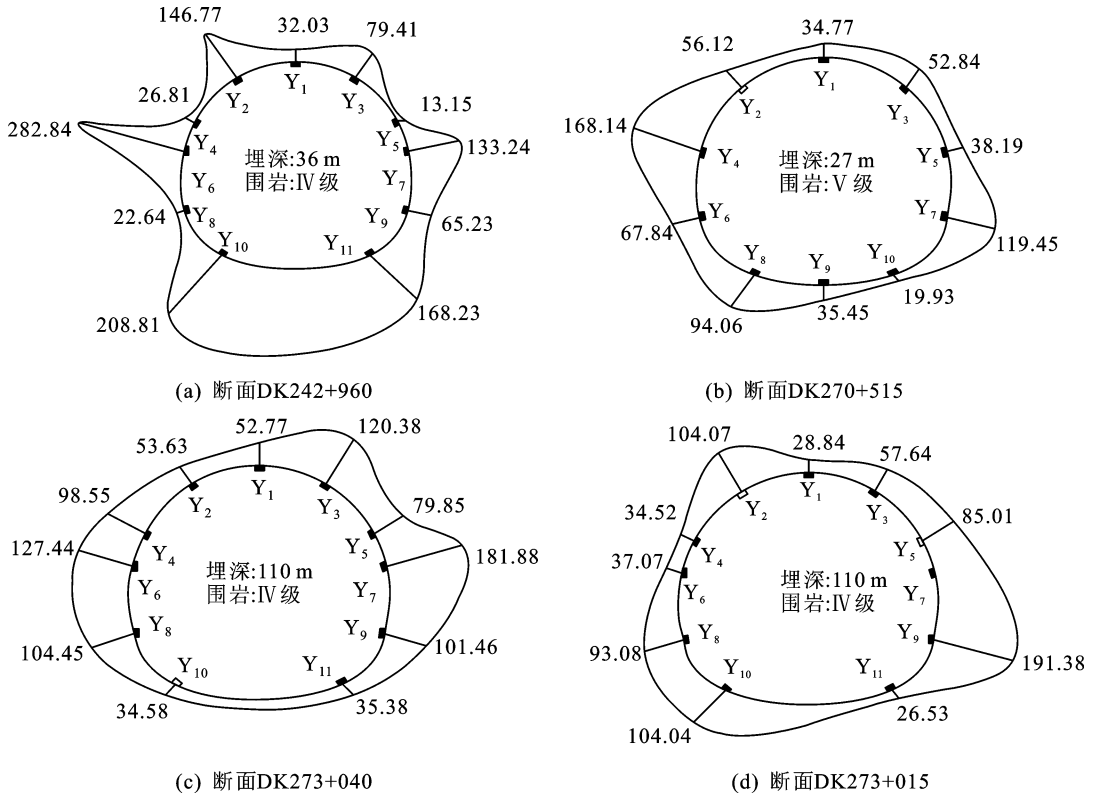 146.77
32.03
79.41
Y2
Y1
Y3
26.81
13.15
282.84
Y4
Y5
133.24
埋深:36 m
围岩:Ⅳ级
Y6
Y7
22.64
Y8
Y9
65.23
Y10
Y11
208.81
168.23
(a) 断面DK242+960
34.77
56.12
52.84
Y1
Y2
Y3
168.14
38.19
Y4
Y5
埋深:27 m
围岩:Ⅴ级
Y6
Y7
67.84
119.45
Y8
Y9
Y10
94.06
35.45
19.93
(b) 断面DK270+515
53.63
52.77
120.38
Y2
Y1
Y3
98.55
79.85
127.44
Y4
Y5
181.88
埋深:110 m
围岩:Ⅳ级
Y6
Y7
Y8
Y9
104.45
101.46
Y10
Y11
34.58
35.38
(c) 断面DK273+040
104.07
28.84
57.64
Y2
Y1
Y3
34.52
85.01
37.07
Y4
Y5
埋深:110 m
围岩:Ⅳ级
Y6
Y7
Y8
Y9
93.08
191.38
Y10
Y11
104.04
26.53
(d) 断面DK273+015